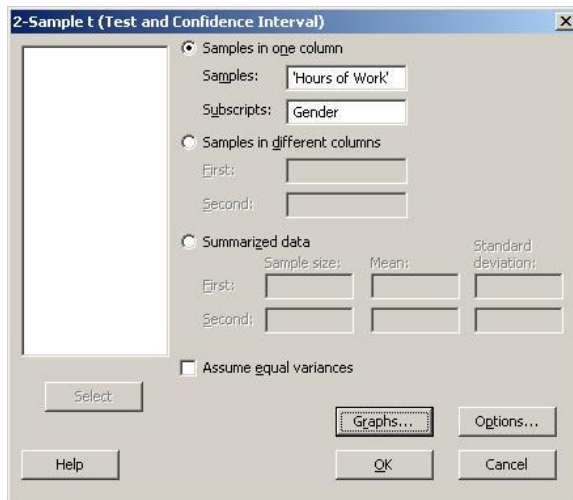 2-Sample t (Test and Confidence Interval)
Samples in one column
Samples: 'Hours of Work'
Subscripts: Gender
Samples in different columns
First:
Second:
Summarized data
Sample size: Mean: Standard deviation:
First:
Second:
Assume equal variances
Select
Graphs... Options...
Help OK Cancel